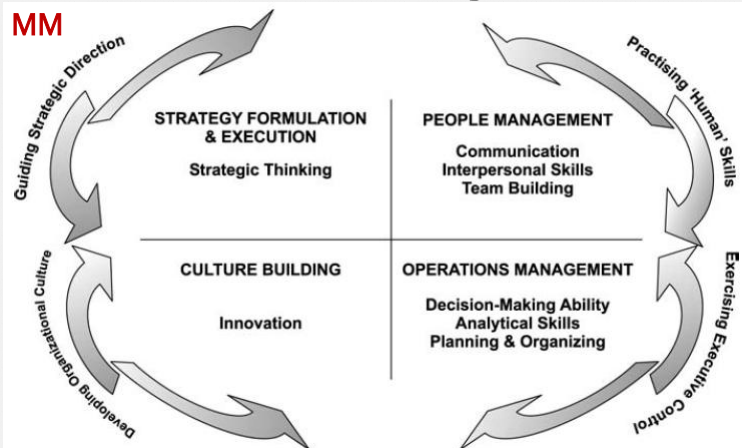 MM
Guiding Strategic Direction
Practising 'Human' Skills
STRATEGY FORMULATION
& EXECUTION
Strategic Thinking
PEOPLE MANAGEMENT
Communication
Interpersonal Skills
Team Building
CULTURE BUILDING
Innovation
OPERATIONS MANAGEMENT
Decision-Making Ability
Analytical Skills
Planning & Organizing
Developing Organizational Culture
Exercising Executive Control